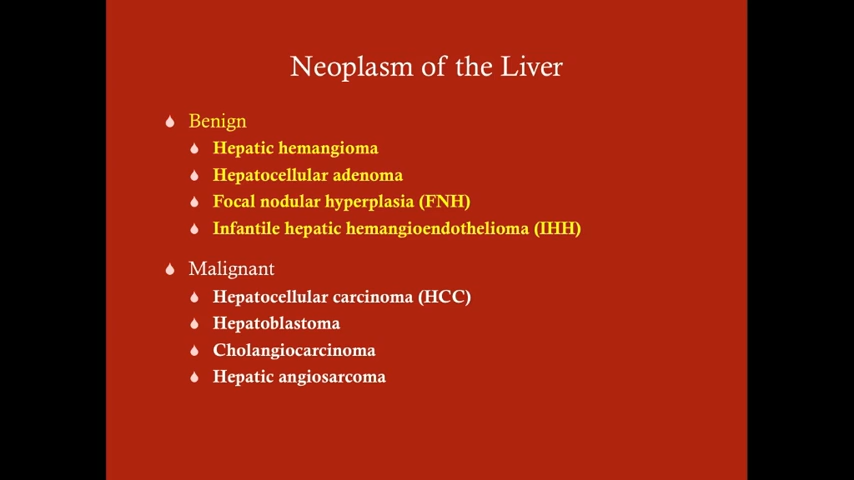 Neoplasm of the Liver
Benign
Hepatic hemangioma
Hepatocellular adenoma
Focal nodular hyperplasia (FNH)
Infantile hepatic hemangioendothelioma (IHH)
Malignant
Hepatocellular carcinoma (HCC)
Hepatoblastoma
Cholangiocarcinoma
Hepatic angiosarcoma